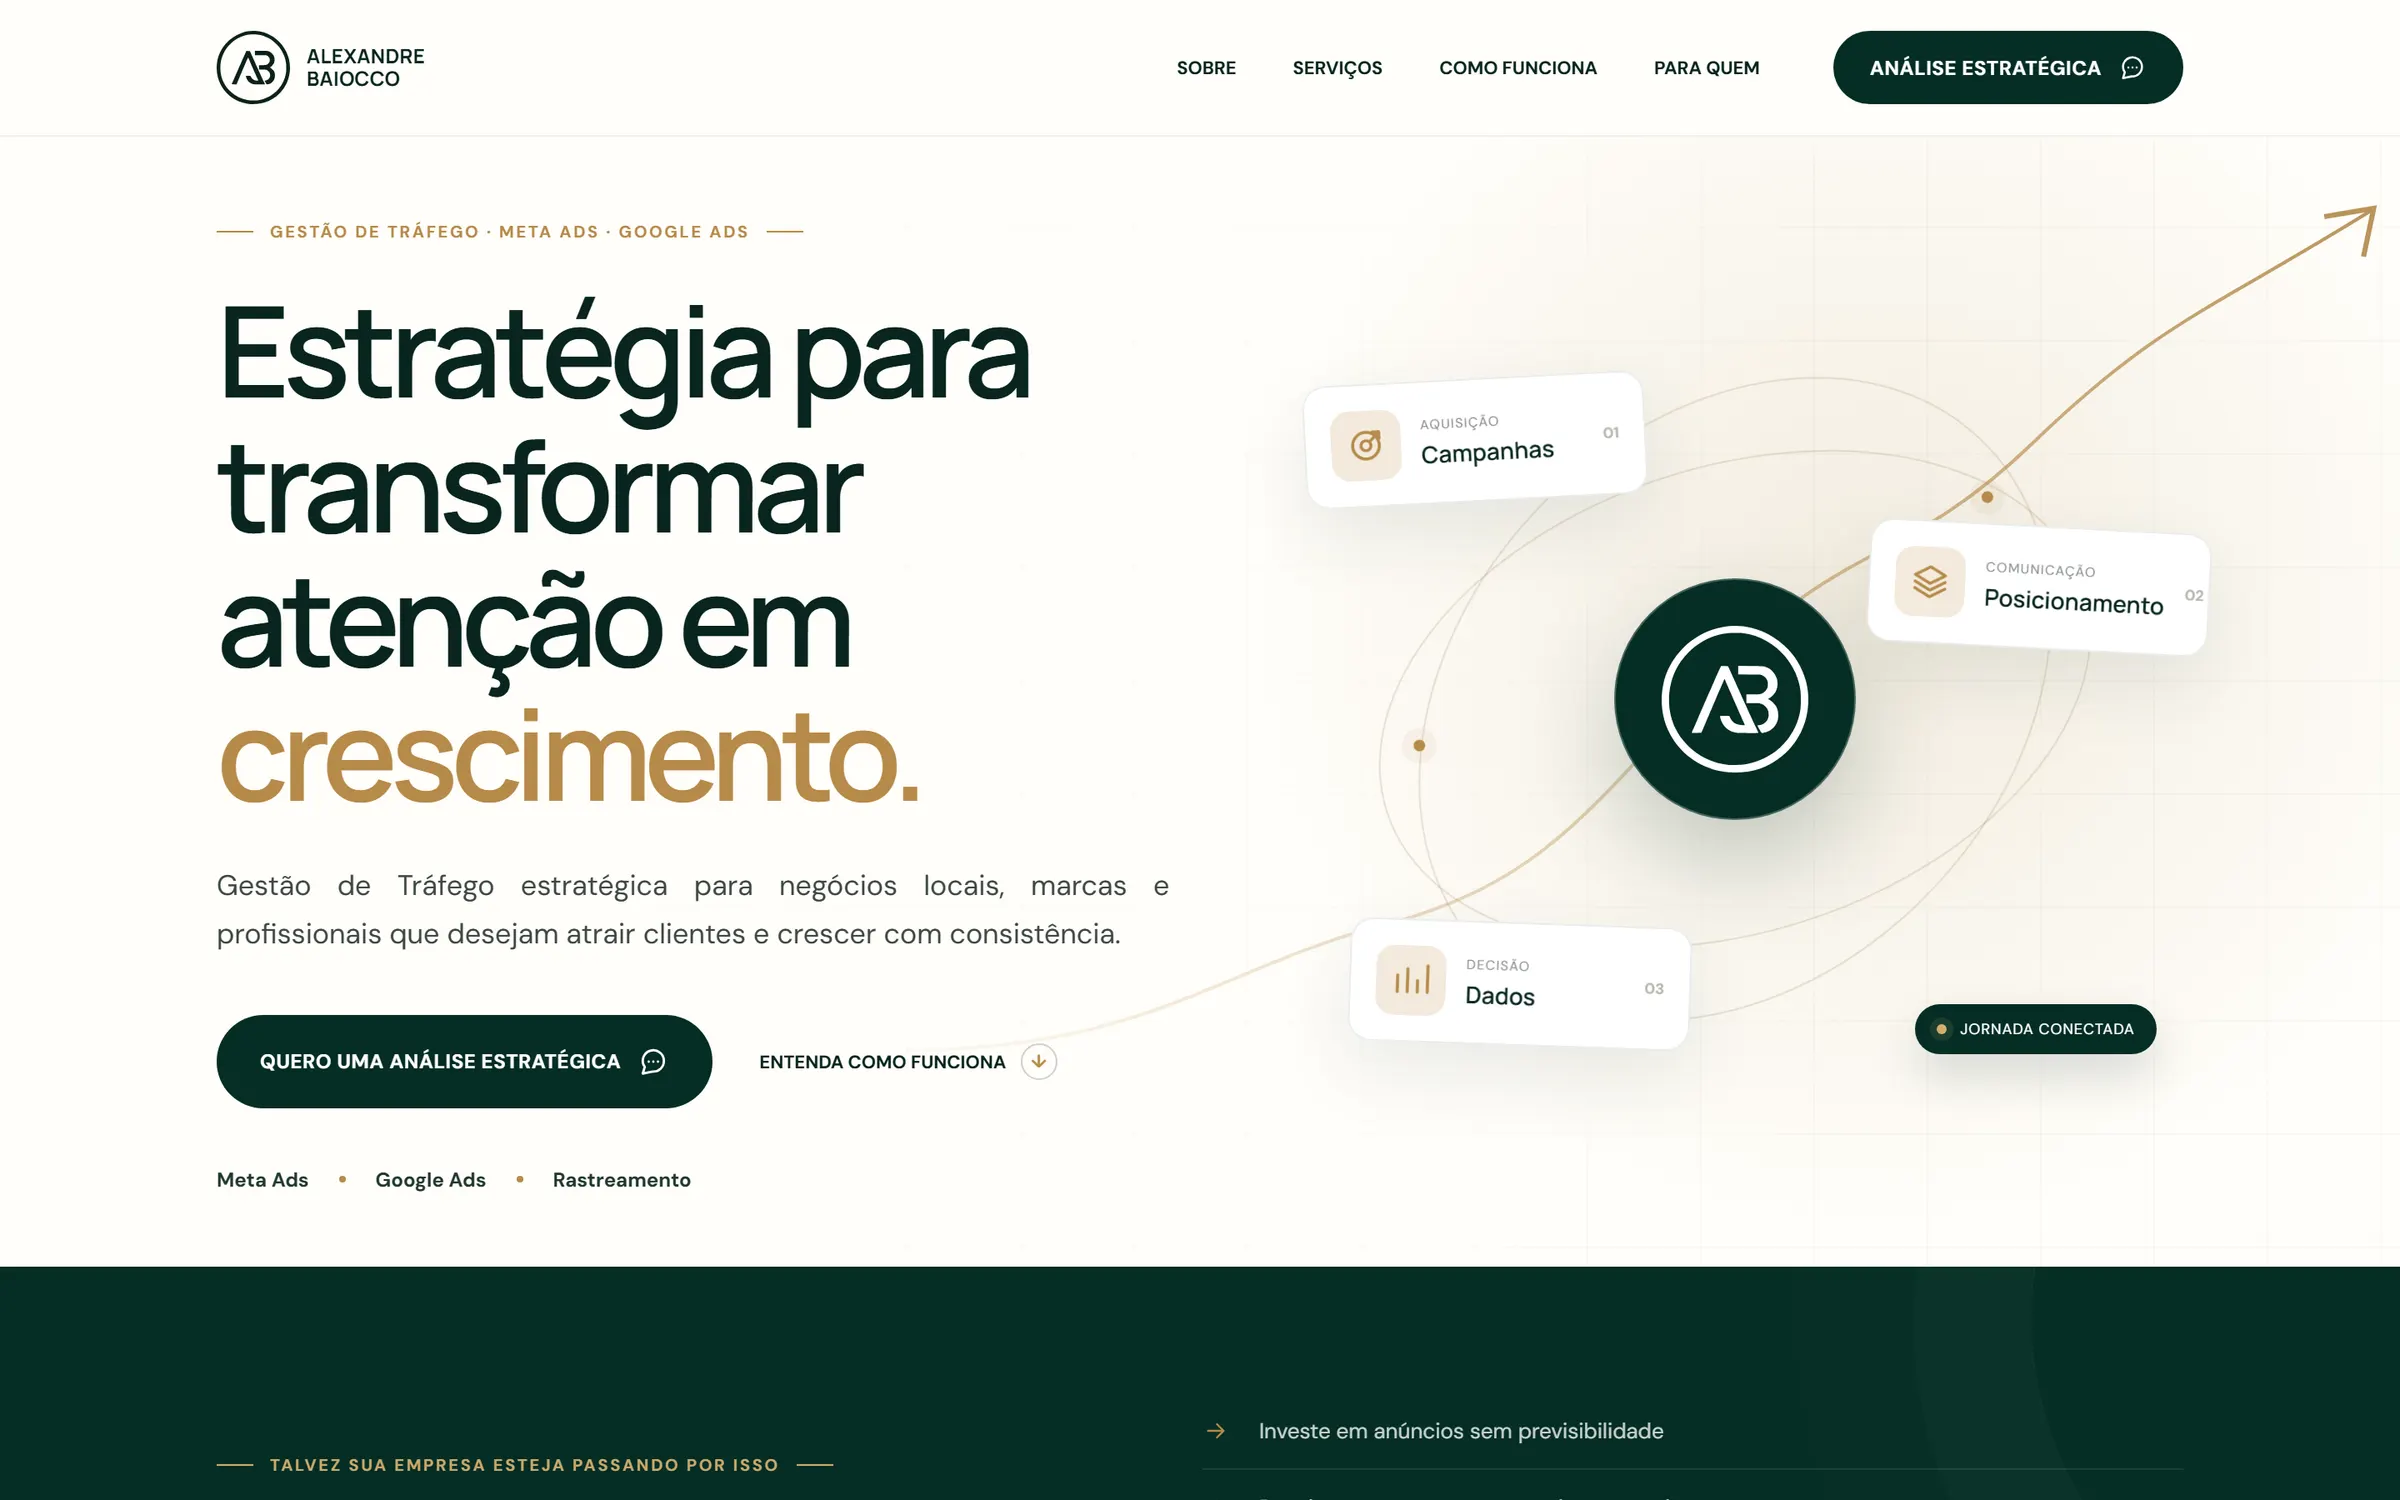 AB
ALEXANDRE
BAIOCCO
SOBRE
SERVIÇOS
COMO FUNCIONA
PARA QUEM
ANÁLISE ESTRATÉGICA
GESTÃO DE TRÁFEGO · META ADS · GOOGLE ADS
Estratégia para
transformar
atenção em
crescimento.
Gestão de Tráfego estratégica para negócios locais, marcas e
profissionais que desejam atrair clientes e crescer com consistência.
QUERO UMA ANÁLISE ESTRATÉGICA
ENTENDA COMO FUNCIONA
Meta Ads • Google Ads • Rastreamento
AQUISIÇÃO
Campanhas
01
COMUNICAÇÃO
Posicionamento
02
AB
DECISÃO
Dados
03
JORNADA CONECTADA
TALVEZ SUA EMPRESA ESTEJA PASSANDO POR ISSO
Investe em anúncios sem previsibilidade